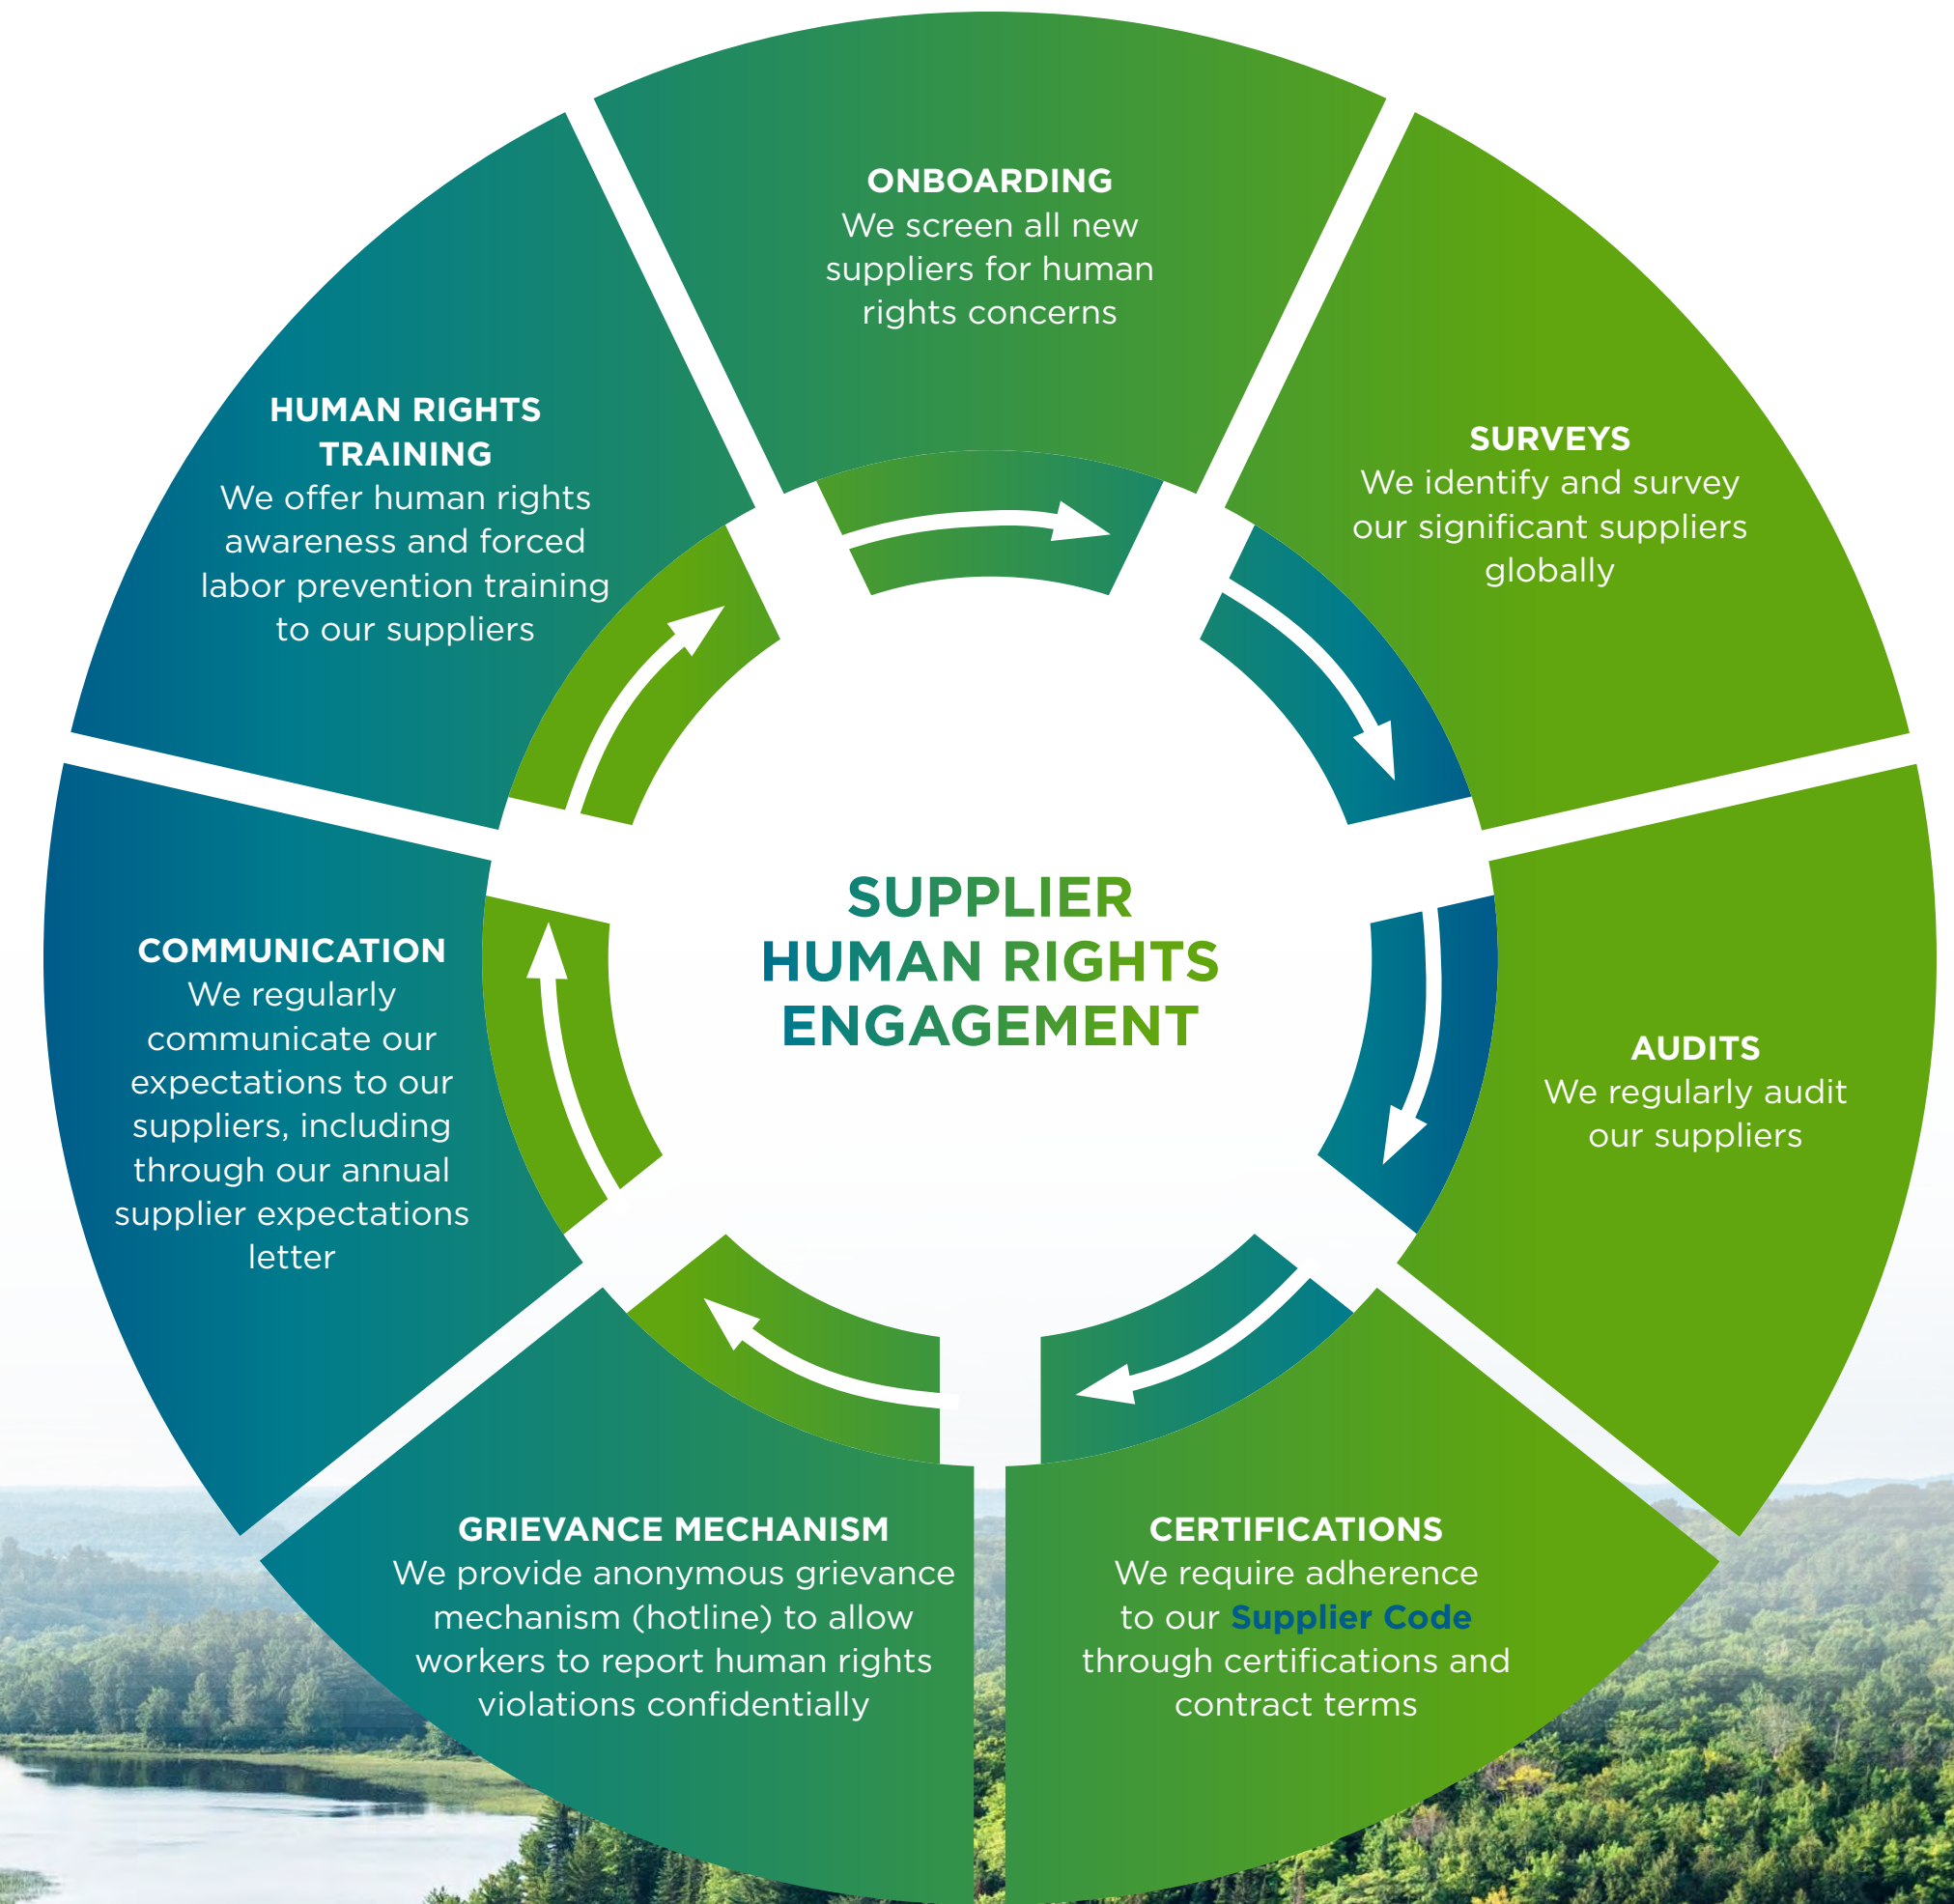 ONBOARDING
We screen all new
suppliers for human
rights concerns
SURVEYS
We identify and survey
our significant suppliers
globally
AUDITS
We regularly audit
our suppliers
CERTIFICATIONS
We require adherence
to our Supplier Code
through certifications and
contract terms
GRIEVANCE MECHANISM
We provide anonymous grievance
mechanism (hotline) to allow
workers to report human rights
violations confidentially
COMMUNICATION
We regularly
communicate our
expectations to our
suppliers, including
through our annual
supplier expectations
letter
HUMAN RIGHTS
TRAINING
We offer human rights
awareness and forced
labor prevention training
to our suppliers
SUPPLIER
HUMAN RIGHTS
ENGAGEMENT